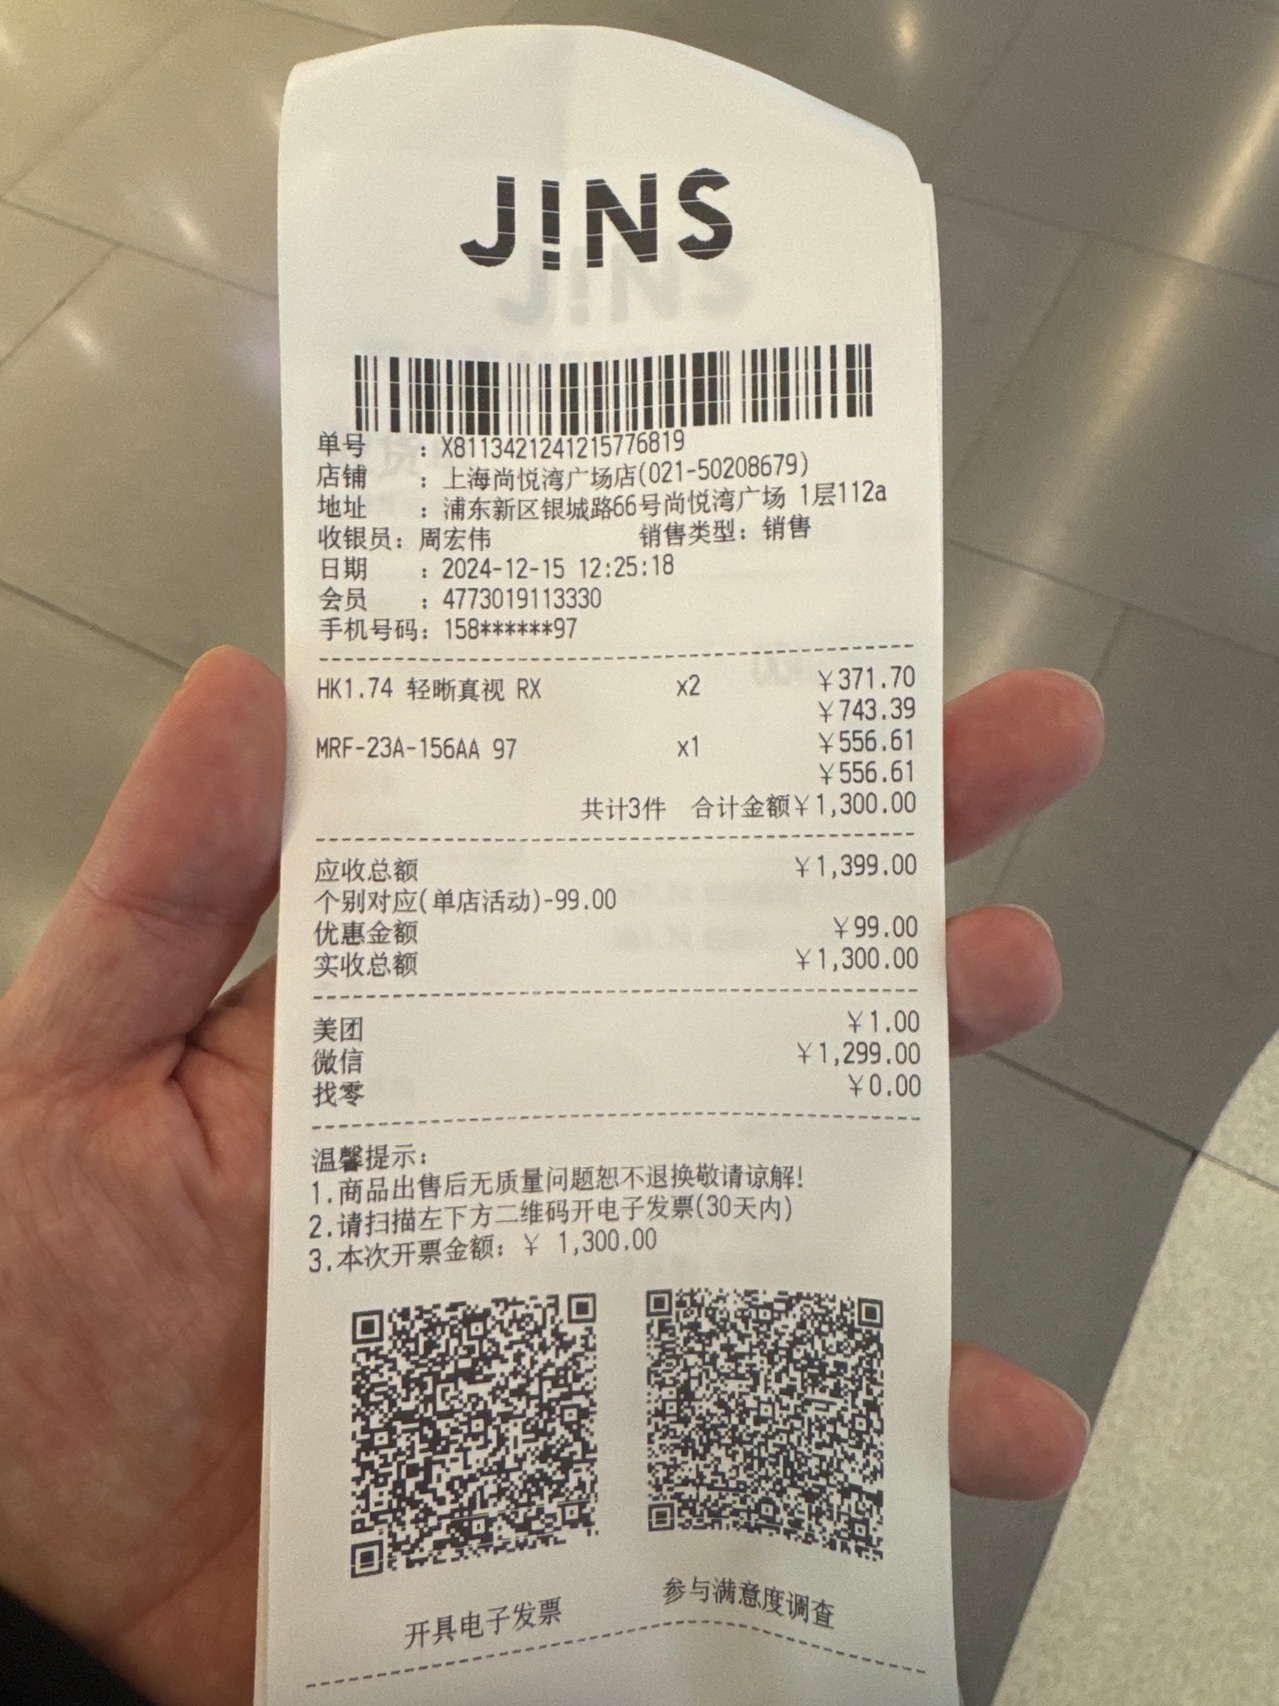 J!NS
单号 : X8113421241215776819
店铺 : 上海尚悦湾广场店(021-50208679)
地址 : 浦东新区银城路66号尚悦湾广场 1层112a
收银员: 周宏伟 销售类型: 销售
日期 : 2024-12-15 12:25:18
会员 : 4773019113330
手机号码: 158******97
HK1.74 轻晰真视 RX x2 ￥371.70
￥743.39
MRF-23A-156AA 97 x1 ￥556.61
￥556.61
共计3件 合计金额￥1,300.00
应收总额 ￥1,399.00
个别对应(单店活动)-99.00
优惠金额 ￥99.00
实收总额 ￥1,300.00
美团 ￥1.00
微信 ￥1,299.00
找零 ￥0.00
温馨提示:
1.商品出售后无质量问题恕不退换敬请谅解!
2.请扫描左下方二维码开电子发票(30天内)
3.本次开票金额: ￥ 1,300.00
开具电子发票 参与满意度调查